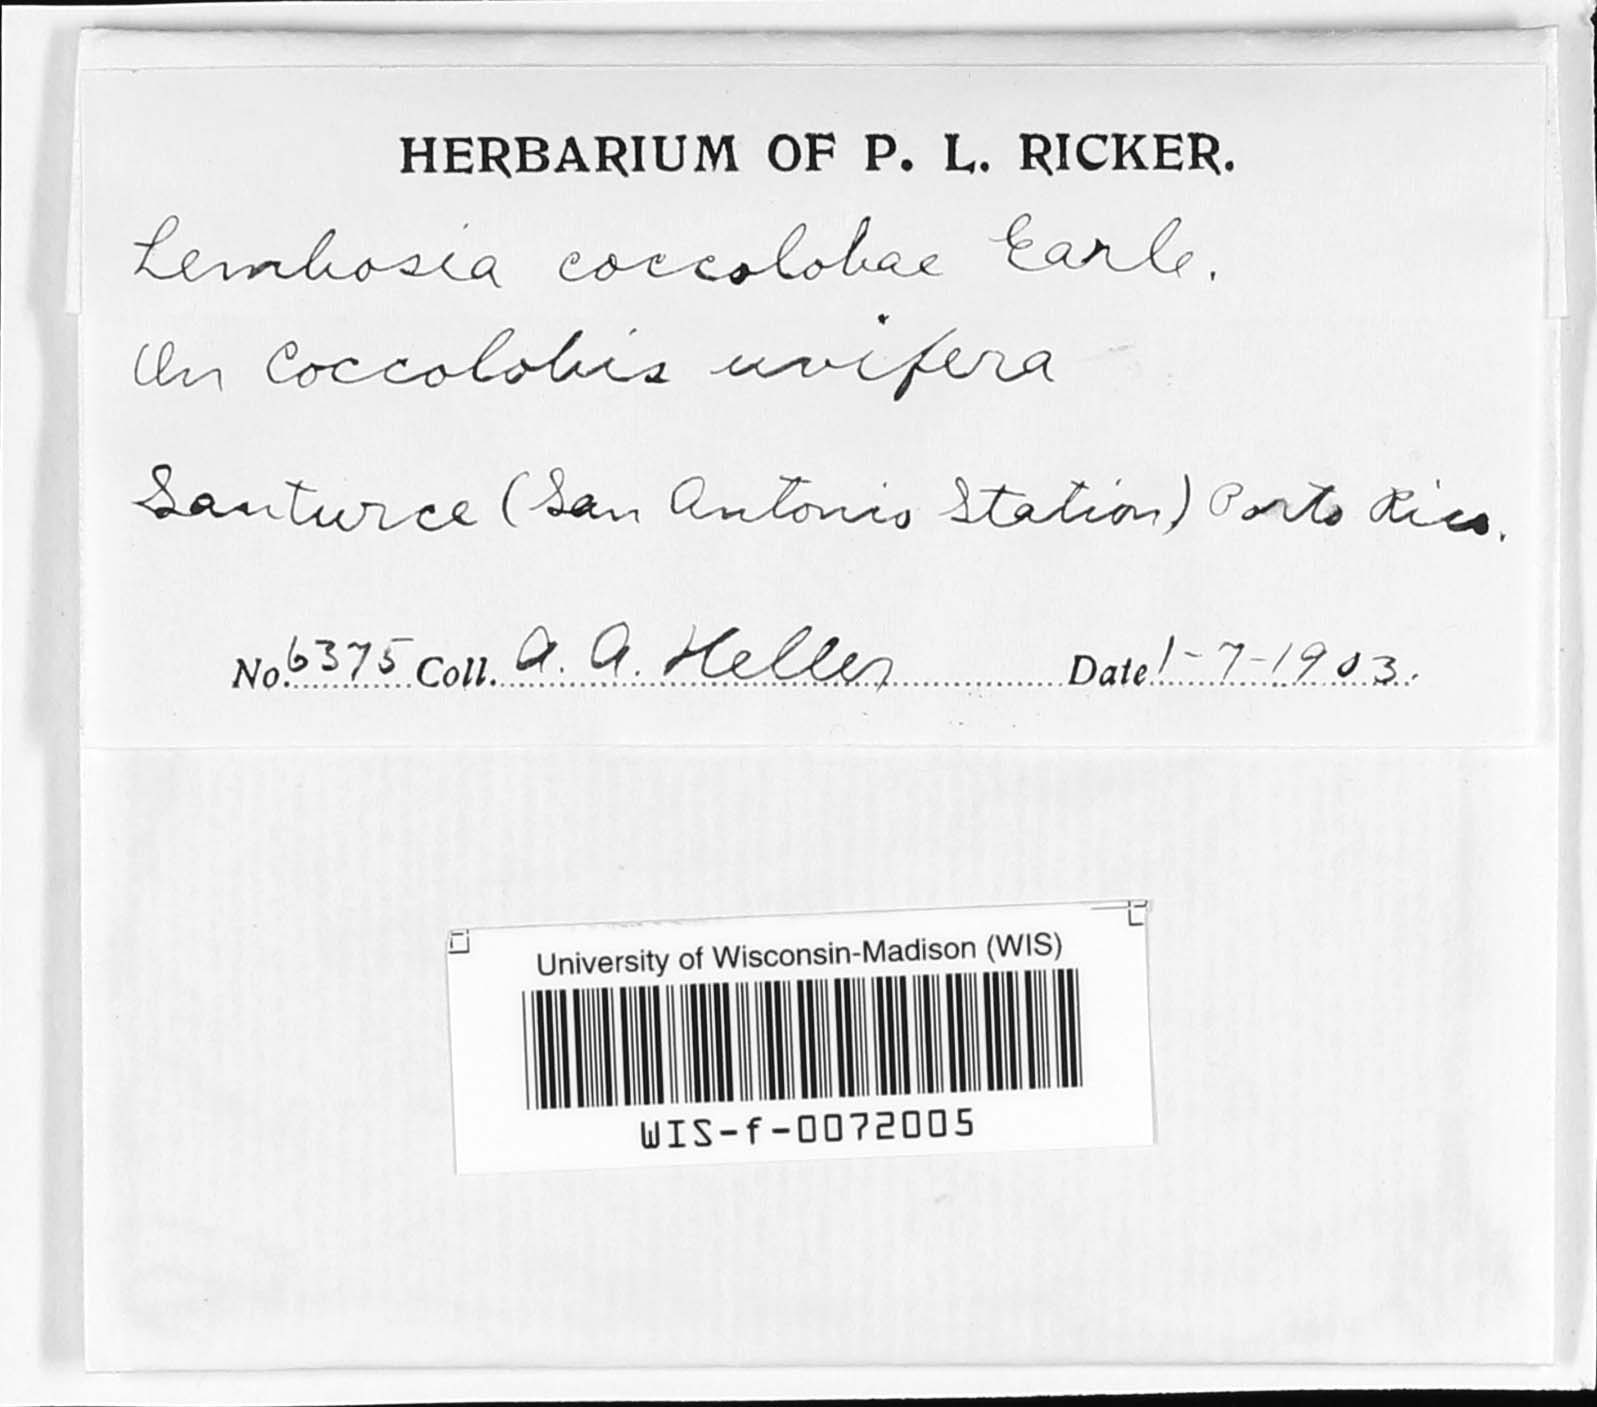 HERBARIUM OF P. L. RICKER.
Lembosia coccolobae Earle.
On Coccolobis uvifera
Santurce (San Antonio Station) Porto Rico.
No. 6375 Coll. A. A. Heller Date 1-7-1903.
University of Wisconsin-Madison (WIS)
WIS-f-0072005